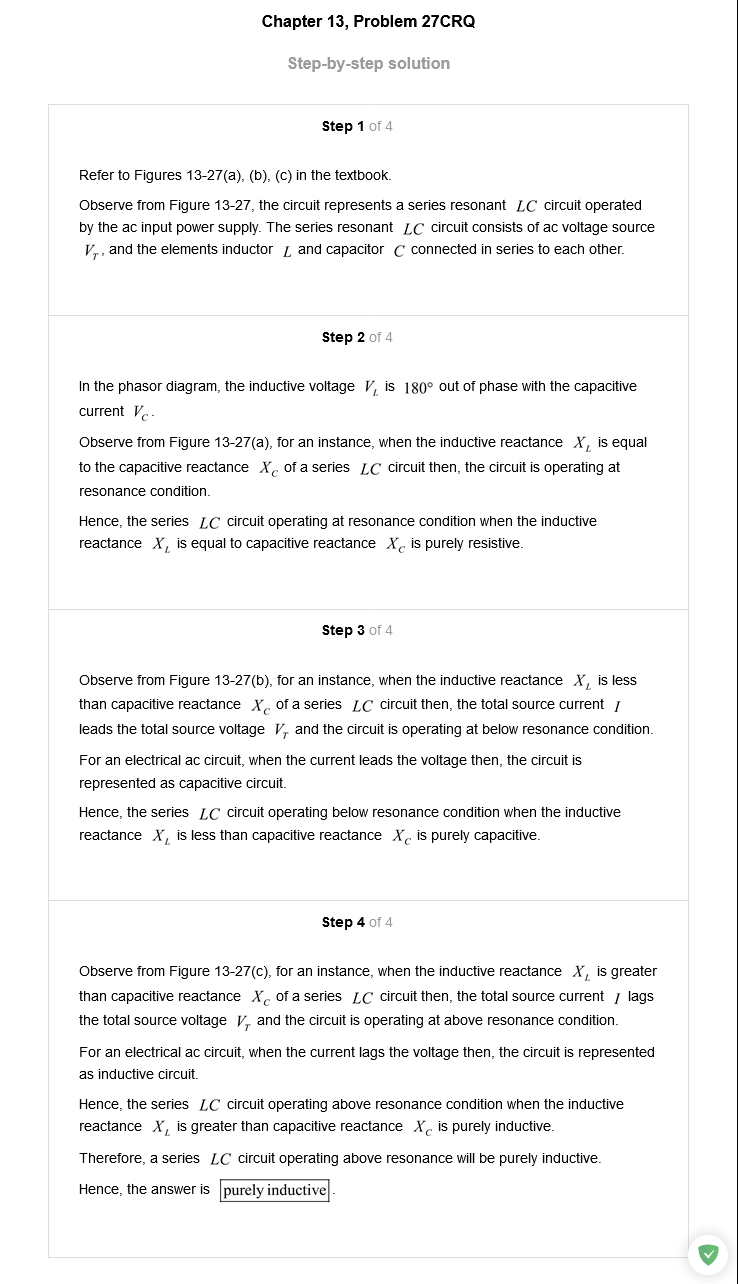 Chapter 13, Problem 27CRQ
Step-by-step solution
Step 1 of 4
Refer to Figures 13-27(a), (b), (c) in the textbook.
Observe from Figure 13-27, the circuit represents a series resonant LC circuit operated
by the ac input power supply. The series resonant LC circuit consists of ac voltage source
V_T, and the elements inductor L and capacitor C connected in series to each other.
Step 2 of 4
In the phasor diagram, the inductive voltage V_L is 180° out of phase with the capacitive
current V_C.
Observe from Figure 13-27(a), for an instance, when the inductive reactance X_L is equal
to the capacitive reactance X_C of a series LC circuit then, the circuit is operating at
resonance condition.
Hence, the series LC circuit operating at resonance condition when the inductive
reactance X_L is equal to capacitive reactance X_C is purely resistive.
Step 3 of 4
Observe from Figure 13-27(b), for an instance, when the inductive reactance X_L is less
than capacitive reactance X_C of a series LC circuit then, the total source current I
leads the total source voltage V_T and the circuit is operating at below resonance condition.
For an electrical ac circuit, when the current leads the voltage then, the circuit is
represented as capacitive circuit.
Hence, the series LC circuit operating below resonance condition when the inductive
reactance X_L is less than capacitive reactance X_C is purely capacitive.
Step 4 of 4
Observe from Figure 13-27(c), for an instance, when the inductive reactance X_L is greater
than capacitive reactance X_C of a series LC circuit then, the total source current I lags
the total source voltage V_T and the circuit is operating at above resonance condition.
For an electrical ac circuit, when the current lags the voltage then, the circuit is represented
as inductive circuit.
Hence, the series LC circuit operating above resonance condition when the inductive
reactance X_L is greater than capacitive reactance X_C is purely inductive.
Therefore, a series LC circuit operating above resonance will be purely inductive.
Hence, the answer is purely inductive.